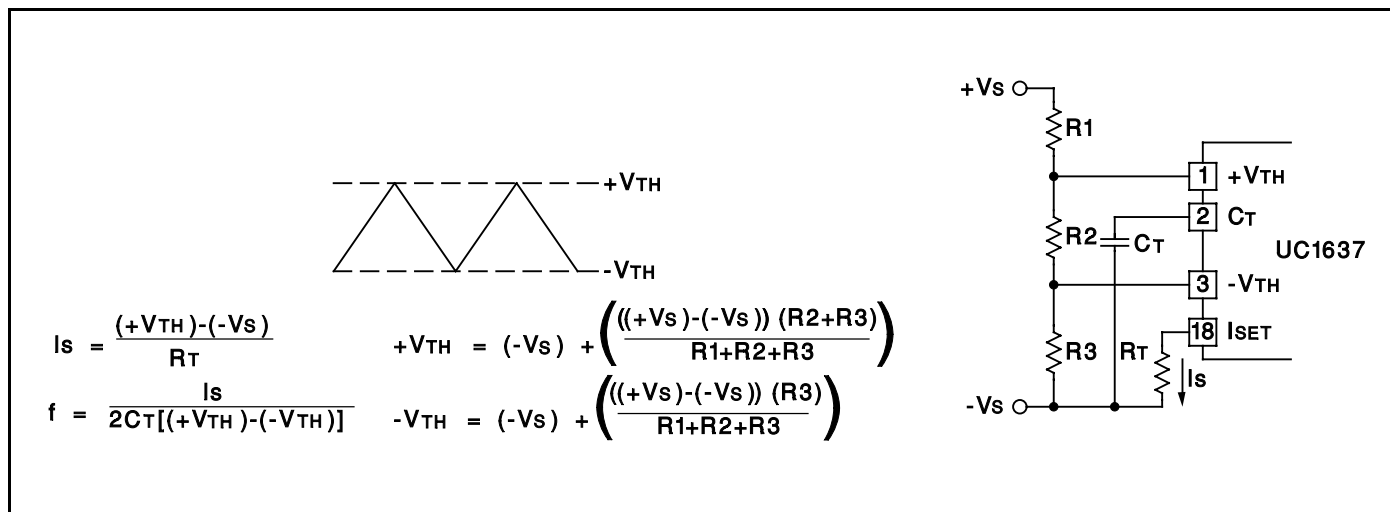 +VTH
-VTH
Is = (+VTH)-(-Vs) / RT
+VTH = (-Vs) + (((+Vs)-(-Vs)) (R2+R3) / R1+R2+R3)
f = Is / 2CT[(+VTH)-(-VTH)]
-VTH = (-Vs) + (((+Vs)-(-Vs)) (R3) / R1+R2+R3)
+Vs
R1
1 +VTH
2 CT
R2
CT
UC1637
3 -VTH
18 ISET
R3
RT
Is
-Vs